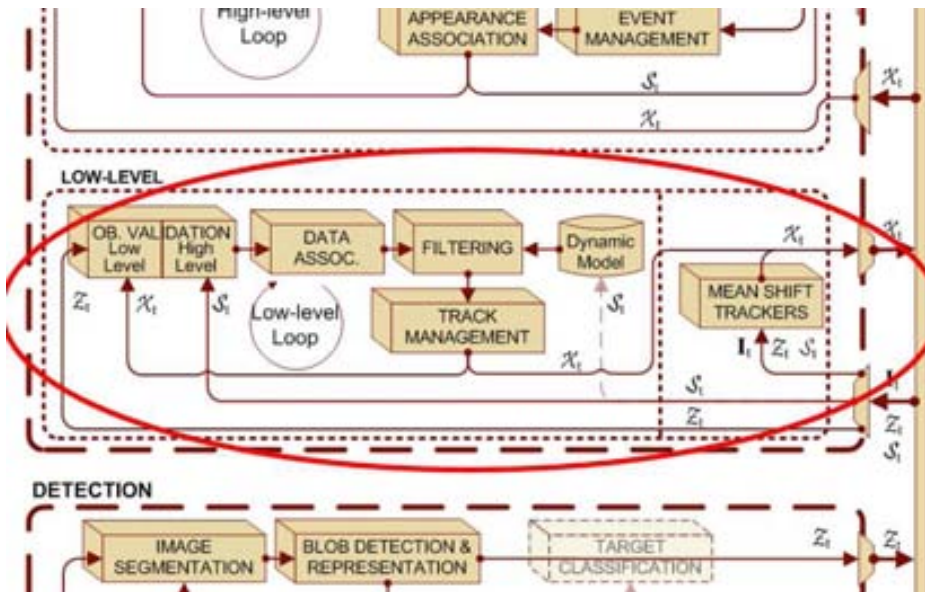 High-level
Loop
APPEARANCE
ASSOCIATION
EVENT
MANAGEMENT
𝒮t
𝒳t
𝒳t
LOW-LEVEL
OB. VALIDATION
Low
Level
High
Level
DATA
ASSOC.
FILTERING
Dynamic
Model
𝒳t
𝒳t
MEAN SHIFT
TRACKERS
𝒵t
𝒳t
𝒮t
Low-level
Loop
TRACK
MANAGEMENT
𝒮t
It 𝒵t 𝒮t
𝒳t
𝒮t
It
𝒵t
𝒵t
𝒮t
DETECTION
IMAGE
SEGMENTATION
BLOB DETECTION &
REPRESENTATION
TARGET
CLASSIFICATION
𝒵t
𝒵t